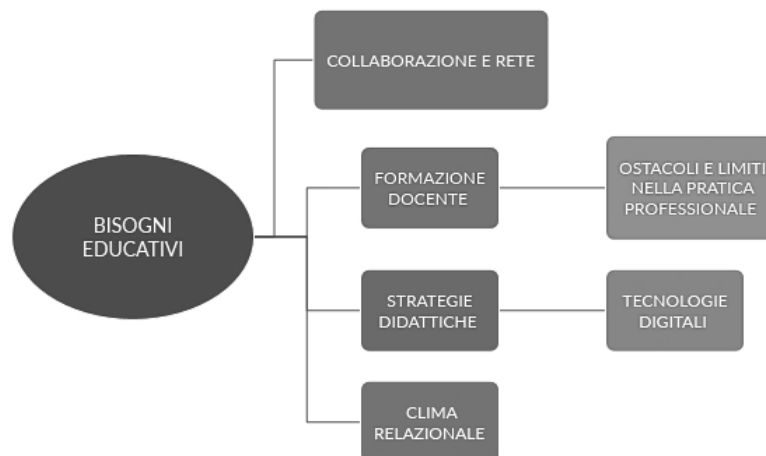 COLLABORAZIONE E RETE
BISOGNI
EDUCATIVI
FORMAZIONE
DOCENTE
OSTACOLI E LIMITI
NELLA PRATICA
PROFESSIONALE
STRATEGIE
DIDATTICHE
TECNOLOGIE
DIGITALI
CLIMA
RELAZIONALE